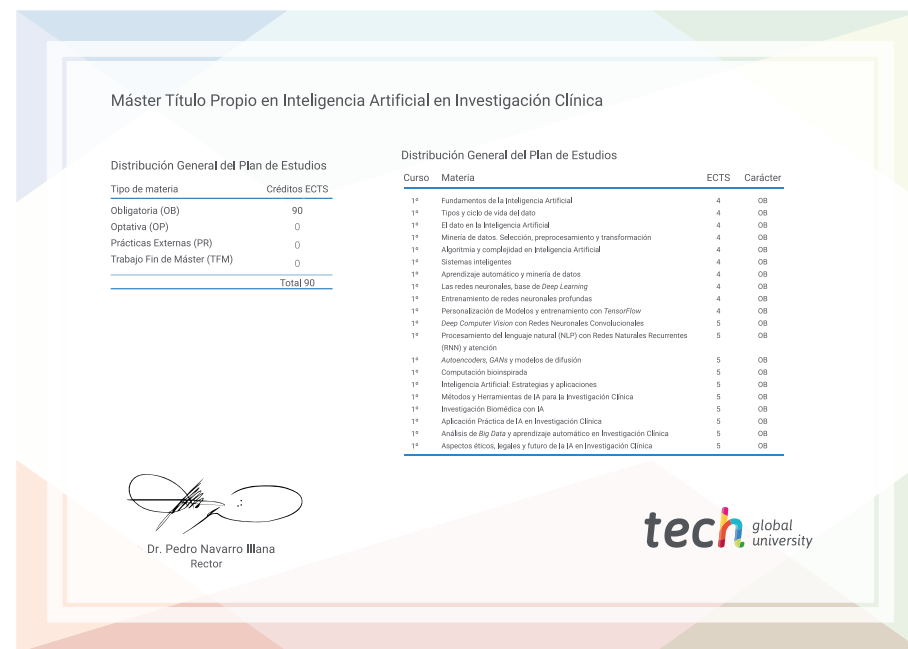 Máster Título Propio en Inteligencia Artificial en Investigación Clínica
Distribución General del Plan de Estudios
Tipo de materia Créditos ECTS
Obligatoria (OB) 90
Optativa (OP) 0
Prácticas Externas (PR) 0
Trabajo Fin de Máster (TFM) 0
Total 90
Distribución General del Plan de Estudios
Curso Materia ECTS Carácter
1º Fundamentos de la Inteligencia Artificial 4 OB
1º Tipos y ciclo de vida del dato 4 OB
1º El dato en la Inteligencia Artificial 4 OB
1º Minería de datos. Selección, preprocesamiento y transformación 4 OB
1º Algoritmia y complejidad en Inteligencia Artificial 4 OB
1º Sistemas inteligentes 4 OB
1º Aprendizaje automático y minería de datos 4 OB
1º Las redes neuronales, base de Deep Learning 4 OB
1º Entrenamiento de redes neuronales profundas 4 OB
1º Personalización de Modelos y entrenamiento con TensorFlow 4 OB
1º Deep Computer Vision con Redes Neuronales Convolucionales 5 OB
1º Procesamiento del lenguaje natural (NLP) con Redes Naturales Recurrentes 5 OB
(RNN) y atención
1º Autoencoders, GANs y modelos de difusión 5 OB
1º Computación bioinspirada 5 OB
1º Inteligencia Artificial: Estrategias y aplicaciones 5 OB
1º Métodos y Herramientas de IA para la Investigación Clínica 5 OB
1º Investigación Biomédica con IA 5 OB
1º Aplicación Práctica de IA en Investigación Clínica 5 OB
1º Análisis de Big Data y aprendizaje automático en Investigación Clínica 5 OB
1º Aspectos éticos, legales y futuro de la IA en Investigación Clínica 5 OB
Dr. Pedro Navarro Illana
Rector
tech global
university